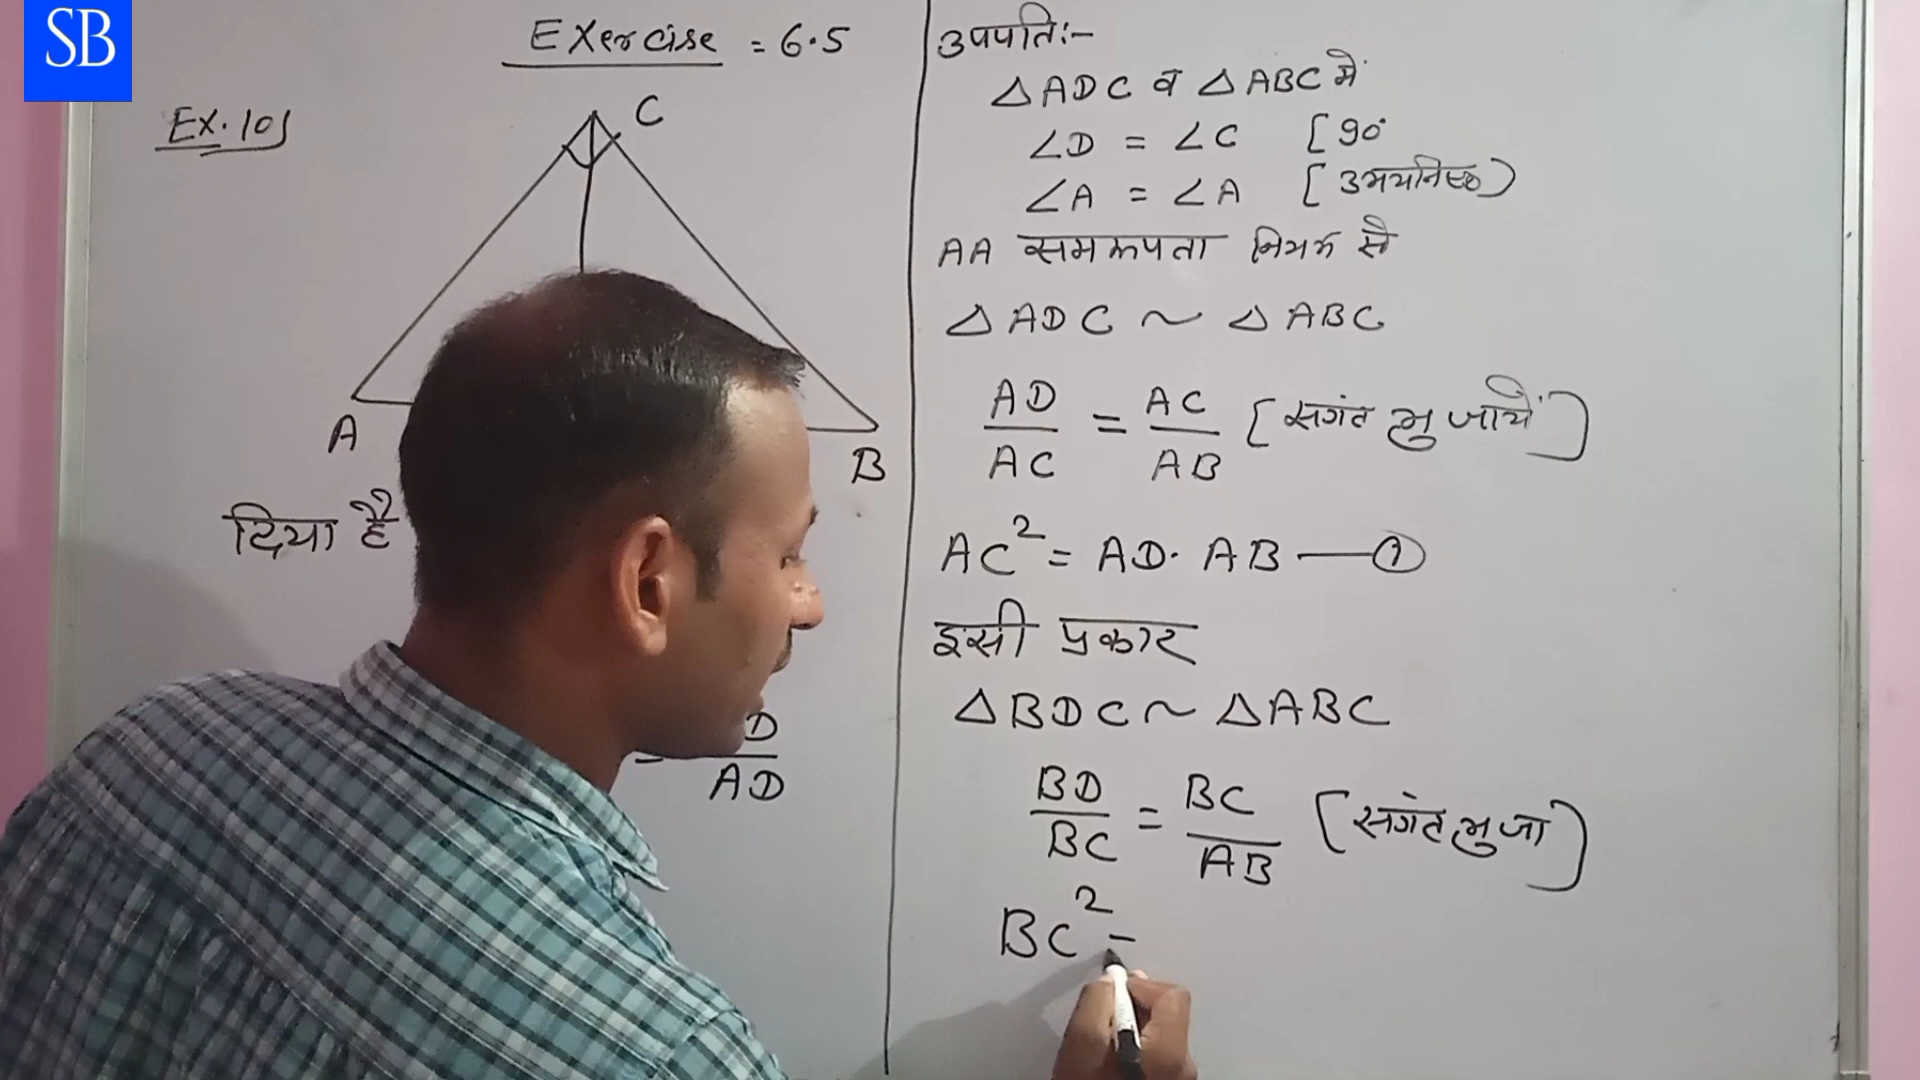 SB
Exercise = 6.5
Ex. 10)
C
A
B
दिया है
D
= 
AD
उपपति:-
△ADC व △ABC में
∠D = ∠C [90°
∠A = ∠A [उभयनिष्ठ)
AA समरूपता नियम से
△ADC ~ △ABC
AD/AC = AC/AB [सगंत भुजायें]
AC² = AD·AB —①
इसी प्रकार
△BDC ~ △ABC
BD/BC = BC/AB [संगत भुजा]
BC² =